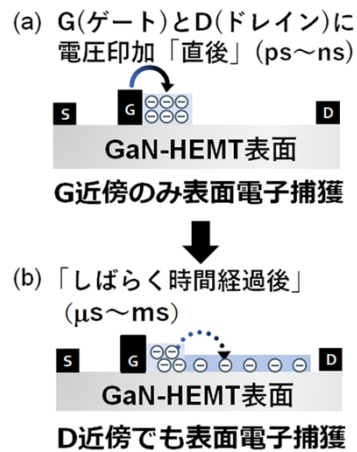 (a) G(ゲート)とD(ドレイン)に
電圧印加「直後」(ps~ns)
S G D
GaN-HEMT表面
G近傍のみ表面電子捕獲
(b) 「しばらく時間経過後」
(μs~ms)
S G D
GaN-HEMT表面
D近傍でも表面電子捕獲